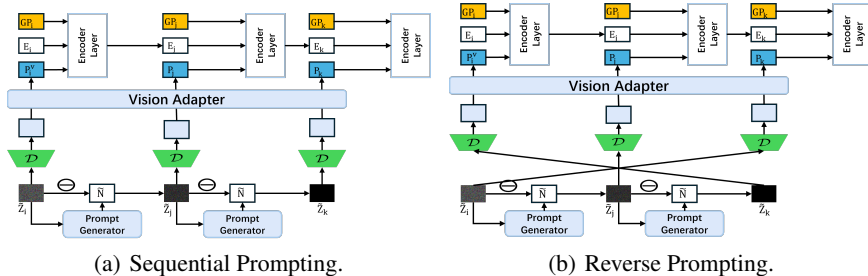 GP_i GP_j GP_k
E_i E_j E_k
P_i^v P_j P_k
Encoder Layer
Encoder Layer
Encoder Layer
Vision Adapter
𝒟 𝒟 𝒟
Ñ Ñ
Z̃_i Z̃_j Z̃_k
Prompt Generator
Prompt Generator
(a) Sequential Prompting.
GP_i GP_j GP_k
E_i E_j E_k
P_i^v P_j P_k
Encoder Layer
Encoder Layer
Encoder Layer
Vision Adapter
𝒟 𝒟 𝒟
Ñ Ñ
Z̃_i Z̃_j Z̃_k
Prompt Generator
Prompt Generator
(b) Reverse Prompting.